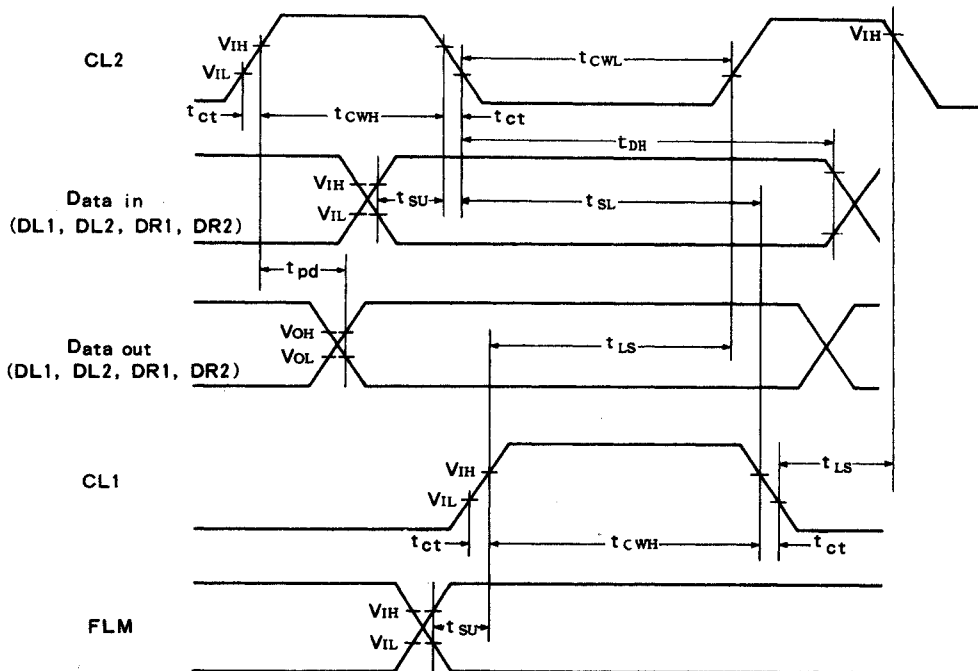 VIH
CL2
VIL
tct
tCWH
tct
tCWL
VIH
tDH
Data in
(DL1, DL2, DR1, DR2)
VIH
VIL
tSU
tSL
tpd
Data out
(DL1, DL2, DR1, DR2)
VOH
VOL
tLS
CL1
VIH
VIL
tct
tCWH
tct
tLS
FLM
VIH
VIL
tSU